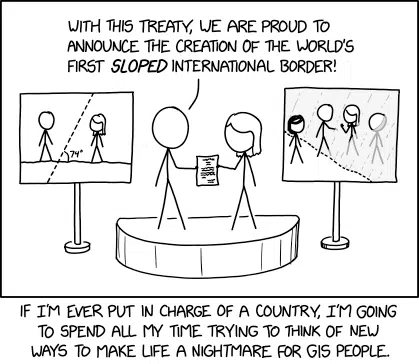 WITH THIS TREATY, WE ARE PROUD TO
ANNOUNCE THE CREATION OF THE WORLD'S
FIRST SLOPED INTERNATIONAL BORDER!
74°
IF I'M EVER PUT IN CHARGE OF A COUNTRY, I'M GOING
TO SPEND ALL MY TIME TRYING TO THINK OF NEW
WAYS TO MAKE LIFE A NIGHTMARE FOR GIS PEOPLE.